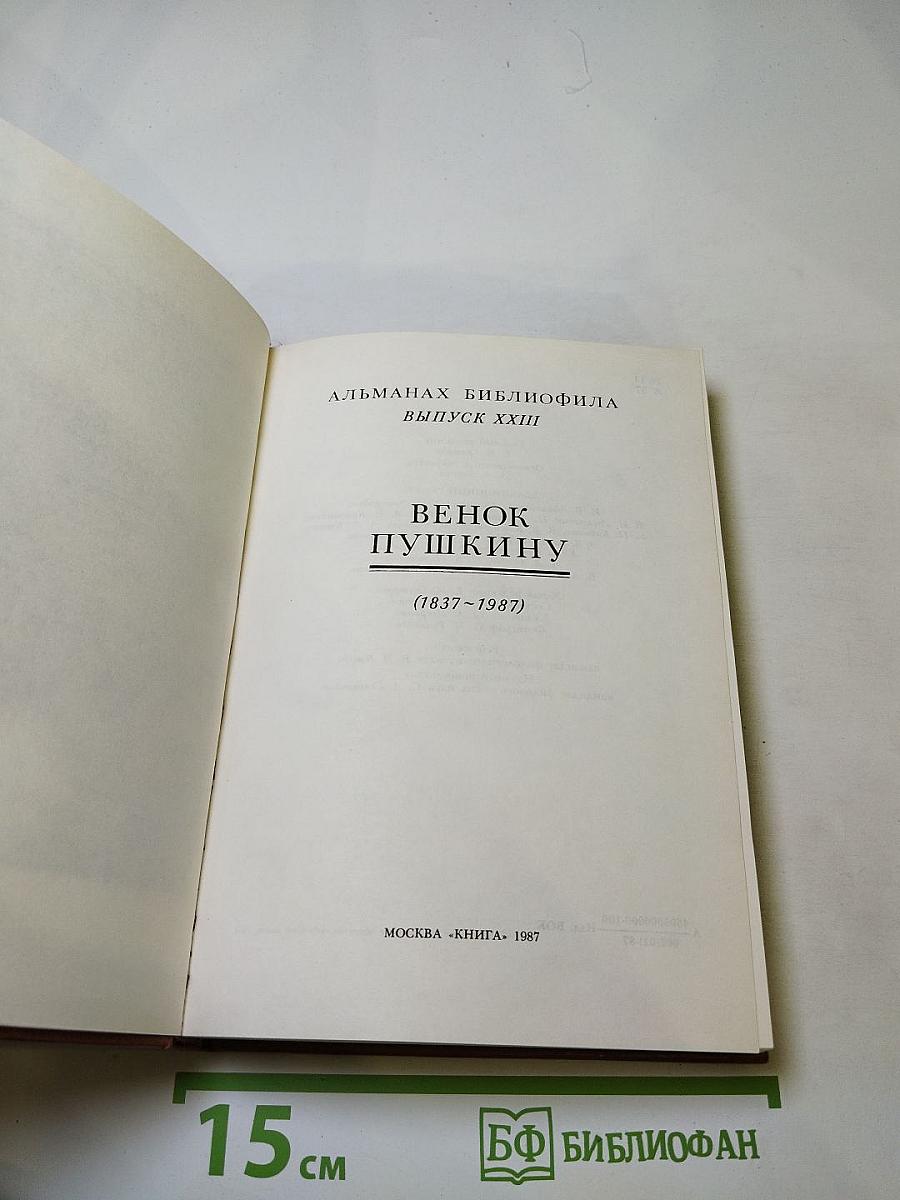 АЛЬМАНАХ БИБЛИОФИЛА
ВЫПУСК XXIII
ВЕНОК
ПУШКИНУ
(1837~1987)
МОСКВА «КНИГА» 1987
15 см
БФ БИБЛИОФАН